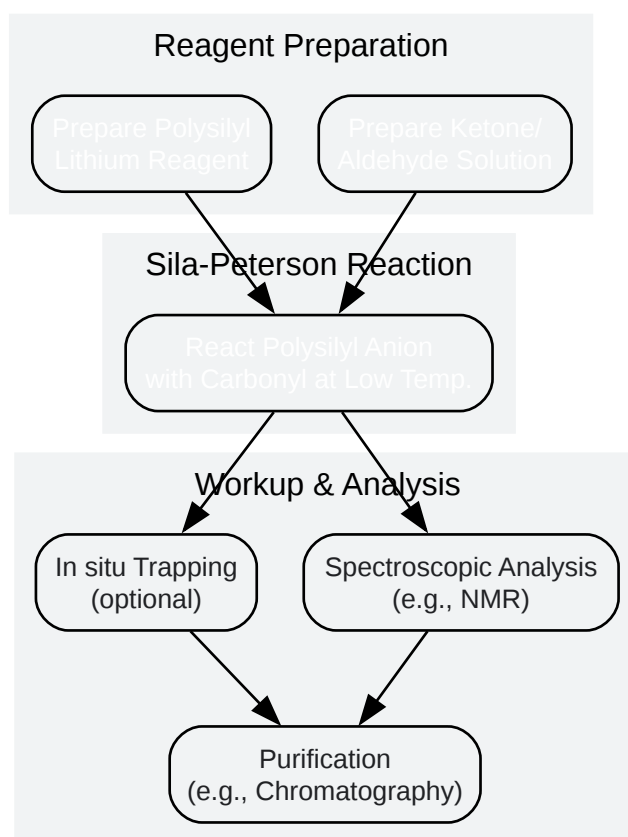 Reagent Preparation
Prepare Polysilyl
Lithium Reagent
Prepare Ketone/
Aldehyde Solution
Sila-Peterson Reaction
React Polysilyl Anion
with Carbonyl at Low Temp.
Workup & Analysis
In situ Trapping
(optional)
Spectroscopic Analysis
(e.g., NMR)
Purification
(e.g., Chromatography)